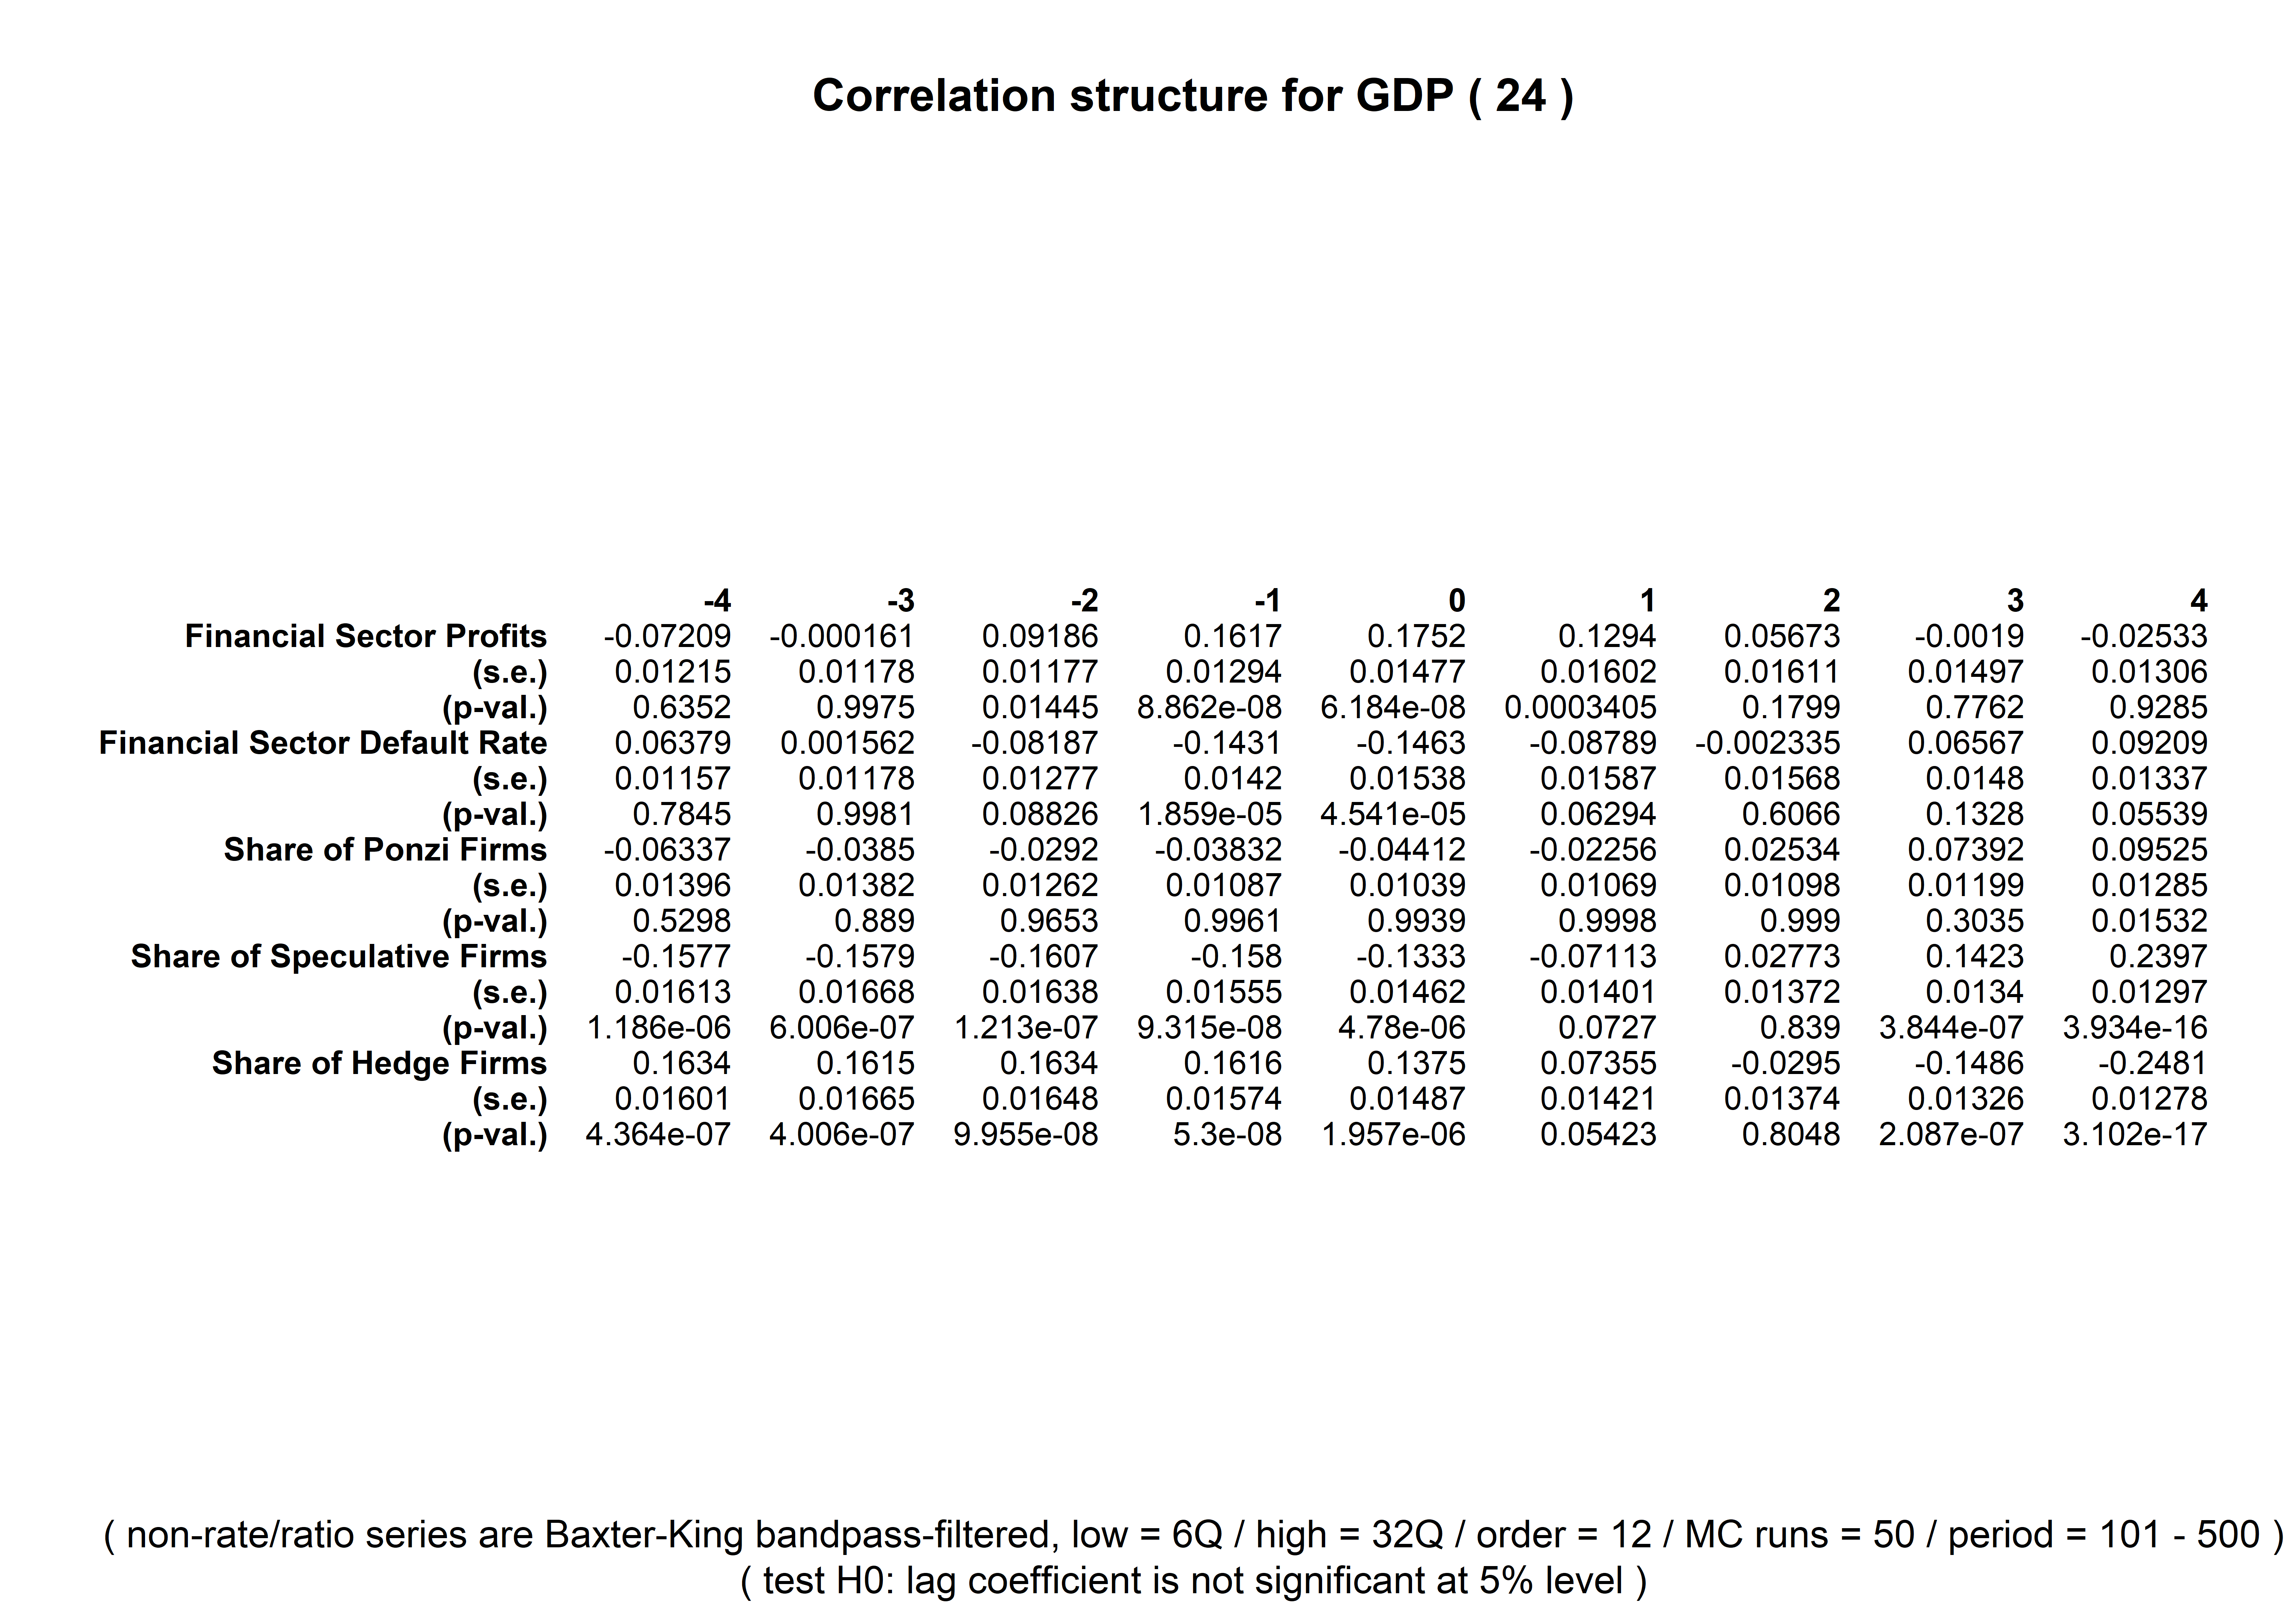 Correlation structure for GDP ( 24 )
-4 -3 -2 -1 0 1 2 3 4
Financial Sector Profits -0.07209 -0.000161 0.09186 0.1617 0.1752 0.1294 0.05673 -0.0019 -0.02533
(s.e.) 0.01215 0.01178 0.01177 0.01294 0.01477 0.01602 0.01611 0.01497 0.01306
(p-val.) 0.6352 0.9975 0.01445 8.862e-08 6.184e-08 0.0003405 0.1799 0.7762 0.9285
Financial Sector Default Rate 0.06379 0.001562 -0.08187 -0.1431 -0.1463 -0.08789 -0.002335 0.06567 0.09209
(s.e.) 0.01157 0.01178 0.01277 0.0142 0.01538 0.01587 0.01568 0.0148 0.01337
(p-val.) 0.7845 0.9981 0.08826 1.859e-05 4.541e-05 0.06294 0.6066 0.1328 0.05539
Share of Ponzi Firms -0.06337 -0.0385 -0.0292 -0.03832 -0.04412 -0.02256 0.02534 0.07392 0.09525
(s.e.) 0.01396 0.01382 0.01262 0.01087 0.01039 0.01069 0.01098 0.01199 0.01285
(p-val.) 0.5298 0.889 0.9653 0.9961 0.9939 0.9998 0.999 0.3035 0.01532
Share of Speculative Firms -0.1577 -0.1579 -0.1607 -0.158 -0.1333 -0.07113 0.02773 0.1423 0.2397
(s.e.) 0.01613 0.01668 0.01638 0.01555 0.01462 0.01401 0.01372 0.0134 0.01297
(p-val.) 1.186e-06 6.006e-07 1.213e-07 9.315e-08 4.78e-06 0.0727 0.839 3.844e-07 3.934e-16
Share of Hedge Firms 0.1634 0.1615 0.1634 0.1616 0.1375 0.07355 -0.0295 -0.1486 -0.2481
(s.e.) 0.01601 0.01665 0.01648 0.01574 0.01487 0.01421 0.01374 0.01326 0.01278
(p-val.) 4.364e-07 4.006e-07 9.955e-08 5.3e-08 1.957e-06 0.05423 0.8048 2.087e-07 3.102e-17
( non-rate/ratio series are Baxter-King bandpass-filtered, low = 6Q / high = 32Q / order = 12 / MC runs = 50 / period = 101 - 500 )
( test H0: lag coefficient is not significant at 5% level )